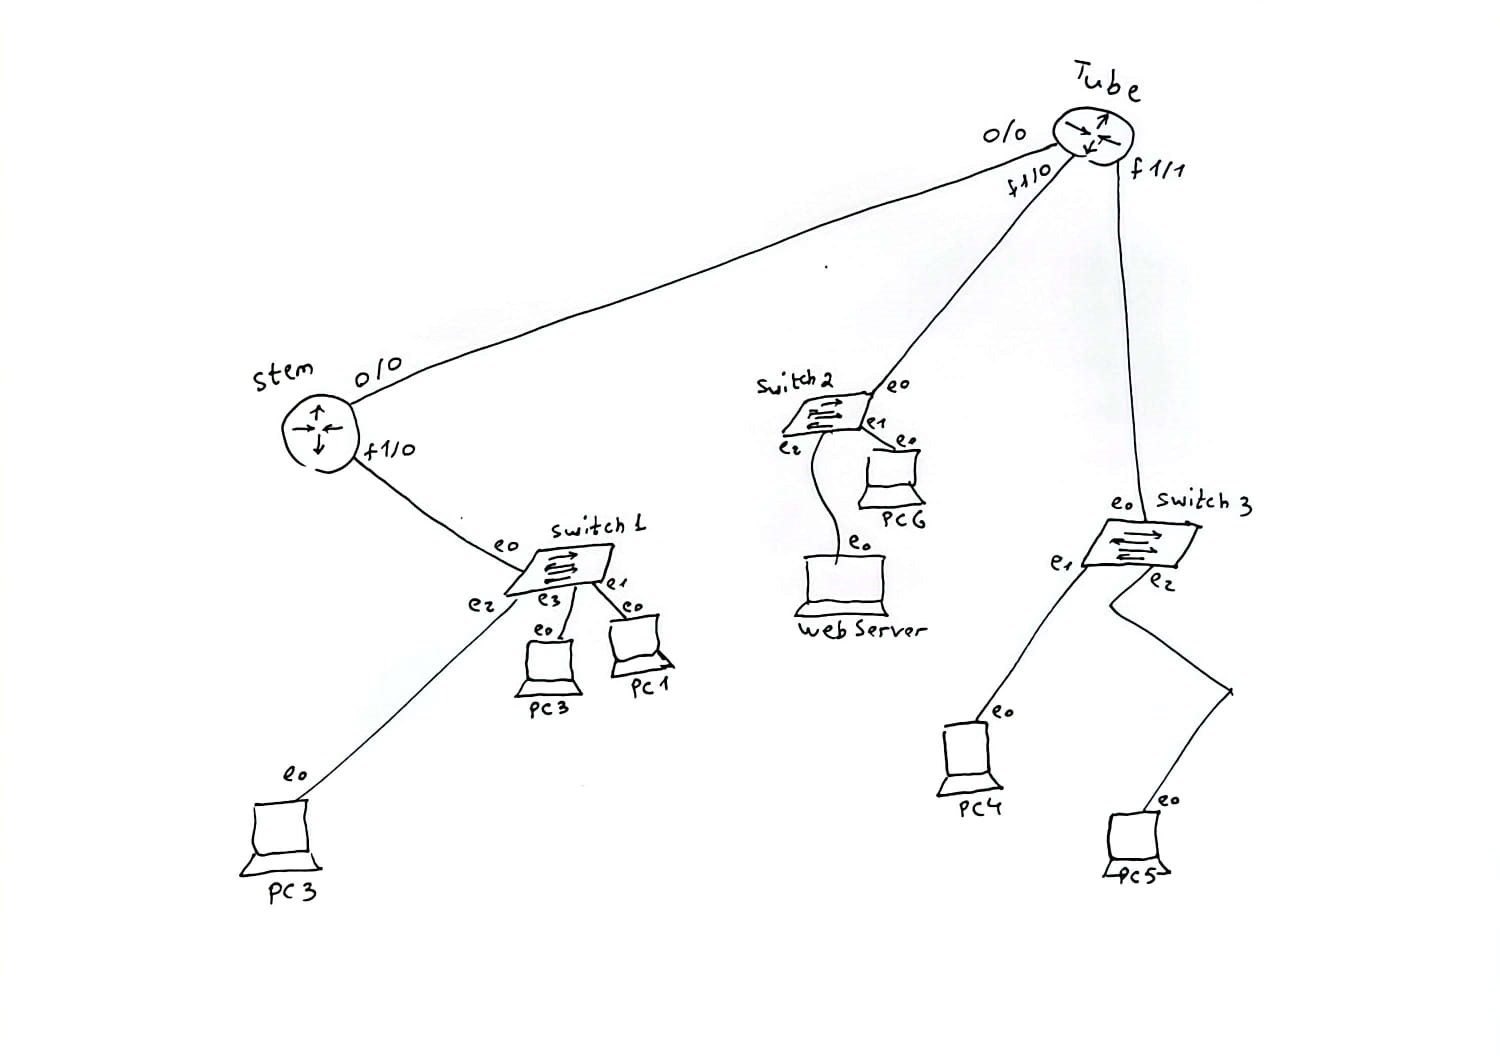 Tube
0/0
f1/0
f1/1
stem
0/0
f1/0
Switch 2
e0
e1
e2
e0
PC6
e0
web Server
e0
Switch 3
e1
e2
e0
switch 1
e1
e2
e3
e0
e0
PC3
PC1
e0
PC3
e0
PC4
e0
PC5